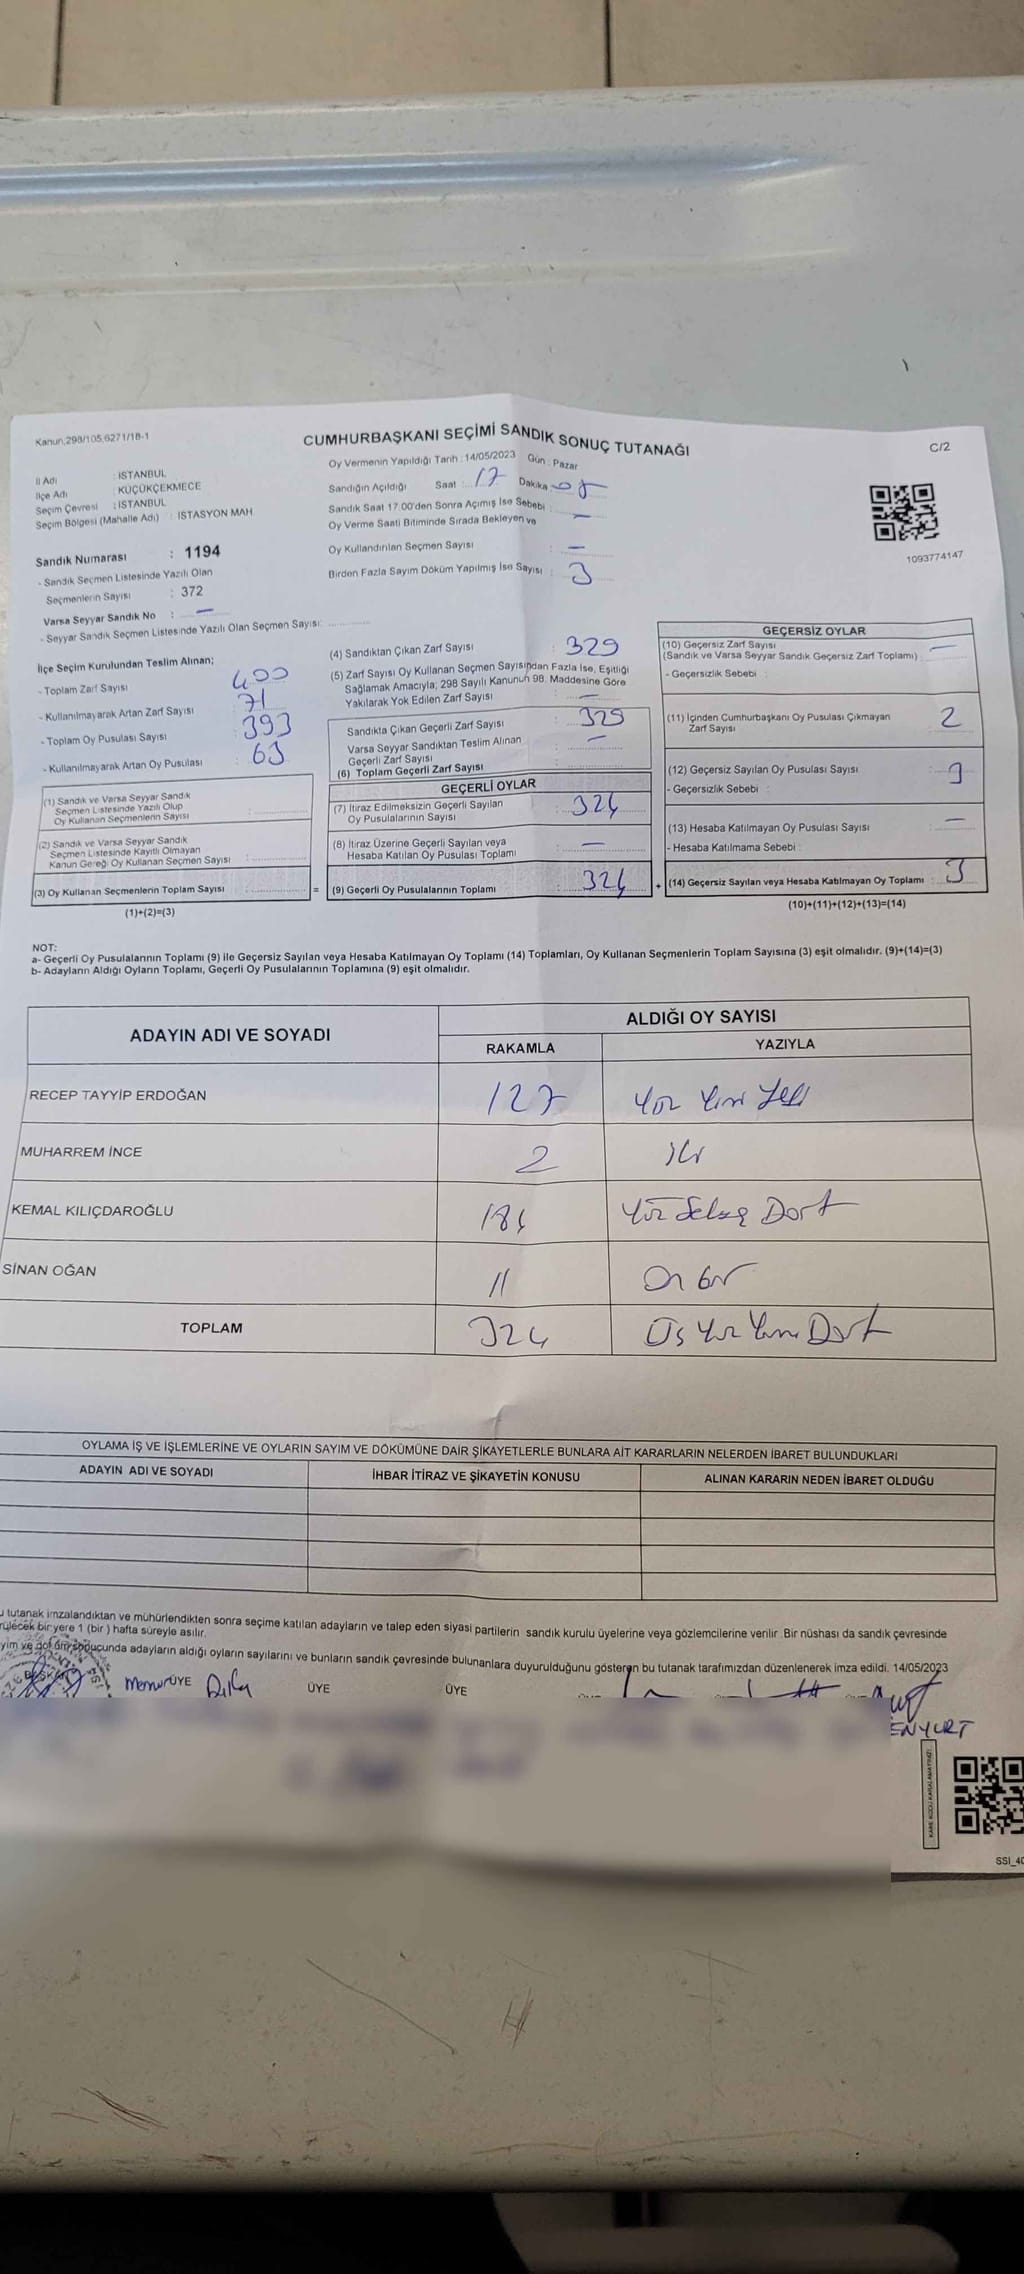 Kanun,298/105,6271/18-1
CUMHURBAŞKANI SEÇİMİ SANDIK SONUÇ TUTANAĞI
C/2
İl Adı : İSTANBUL
İlçe Adı : KÜÇÜKÇEKMECE
Seçim Çevresi : İSTANBUL
Seçim Bölgesi (Mahalle Adı) : İSTASYON MAH
Sandık Numarası : 1194
- Sandık Seçmen Listesinde Yazılı Olan
Seçmenlerin Sayısı : 372
Varsa Seyyar Sandık No : —
- Seyyar Sandık Seçmen Listesinde Yazılı Olan Seçmen Sayısı:
Oy Vermenin Yapıldığı Tarih : 14/05/2023 Gün : Pazar
Sandığın Açıldığı Saat : 17 Dakika
Sandık Saat 17.00'den Sonra Açımış İse Sebebi : —
Oy Verme Saati Bitiminde Sırada Bekleyen ve
Oy Kullandırılan Seçmen Sayısı : —
Birden Fazla Sayım Döküm Yapılmış İse Sayısı : 3
1093774147
İlçe Seçim Kurulundan Teslim Alınan;
- Toplam Zarf Sayısı : 400
- Kullanılmayarak Artan Zarf Sayısı : 71
- Toplam Oy Pusulası Sayısı : 393
- Kullanılmayarak Artan Oy Pusulası : 63
(1) Sandık ve Varsa Seyyar Sandık
Seçmen Listesinde Yazılı Olup
Oy Kullanan Seçmenlerin Sayısı :
(2) Sandık ve Varsa Seyyar Sandık
Seçmen Listesinde Kayıtlı Olmayan
Kanun Gereği Oy Kullanan Seçmen Sayısı :
(3) Oy Kullanan Seçmenlerin Toplam Sayısı : =
(1)+(2)=(3)
(4) Sandıktan Çıkan Zarf Sayısı : 329
(5) Zarf Sayısı Oy Kullanan Seçmen Sayısından Fazla İse, Eşitliği
Sağlamak Amacıyla, 298 Sayılı Kanunun 98. Maddesine Göre
Yakılarak Yok Edilen Zarf Sayısı : —
Sandıkta Çıkan Geçerli Zarf Sayısı : 329
Varsa Seyyar Sandıktan Teslim Alınan
Geçerli Zarf Sayısı : —
(6) Toplam Geçerli Zarf Sayısı :
GEÇERLİ OYLAR
(7) İtiraz Edilmeksizin Geçerli Sayılan
Oy Pusulalarının Sayısı : 324
(8) İtiraz Üzerine Geçerli Sayılan veya
Hesaba Katılan Oy Pusulası Toplamı : —
(9) Geçerli Oy Pusulalarının Toplamı : 324 +
GEÇERSİZ OYLAR
(10) Geçersiz Zarf Sayısı
(Sandık ve Varsa Seyyar Sandık Geçersiz Zarf Toplamı) : —
- Geçersizlik Sebebi :
(11) İçinden Cumhurbaşkanı Oy Pusulası Çıkmayan
Zarf Sayısı : 2
(12) Geçersiz Sayılan Oy Pusulası Sayısı : 3
- Geçersizlik Sebebi :
(13) Hesaba Katılmayan Oy Pusulası Sayısı : —
- Hesaba Katılmama Sebebi :
(14) Geçersiz Sayılan veya Hesaba Katılmayan Oy Toplamı : 3
(10)+(11)+(12)+(13)=(14)
NOT:
a- Geçerli Oy Pusulalarının Toplamı (9) ile Geçersiz Sayılan veya Hesaba Katılmayan Oy Toplamı (14) Toplamları, Oy Kullanan Seçmenlerin Toplam Sayısına (3) eşit olmalıdır. (9)+(14)=(3)
b- Adayların Aldığı Oyların Toplamı, Geçerli Oy Pusulalarının Toplamına (9) eşit olmalıdır.
ADAYIN ADI VE SOYADI
ALDIĞI OY SAYISI
RAKAMLA YAZIYLA
RECEP TAYYİP ERDOĞAN 127 Yüz Yirmi Yedi
MUHARREM İNCE 2 iki
KEMAL KILIÇDAROĞLU 184 Yüz Seksen Dört
SİNAN OĞAN 11 On bir
TOPLAM 324 Üç Yüz Yirmi Dört
OYLAMA İŞ VE İŞLEMLERİNE VE OYLARIN SAYIM VE DÖKÜMÜNE DAİR ŞİKAYETLERLE BUNLARA AİT KARARLARIN NELERDEN İBARET BULUNDUKLARI
ADAYIN ADI VE SOYADI İHBAR İTİRAZ VE ŞİKAYETİN KONUSU ALINAN KARARIN NEDEN İBARET OLDUĞU
u tutanak imzalandıktan ve mühürlendikten sonra seçime katılan adayların ve talep eden siyasi partilerin sandık kurulu üyelerine veya gözlemcilerine verilir. Bir nüshası da sandık çevresinde
rülecek bir yere 1 (bir) hafta süreyle asılır.
yım ve döküm sonucunda adayların aldığı oyların sayılarını ve bunların sandık çevresinde bulunanlara duyurulduğunu gösteren bu tutanak tarafımızdan düzenlenerek imza edildi. 14/05/2023
BAŞKAN memur ÜYE ÜYE ÜYE
ENYURT
SSİ_40